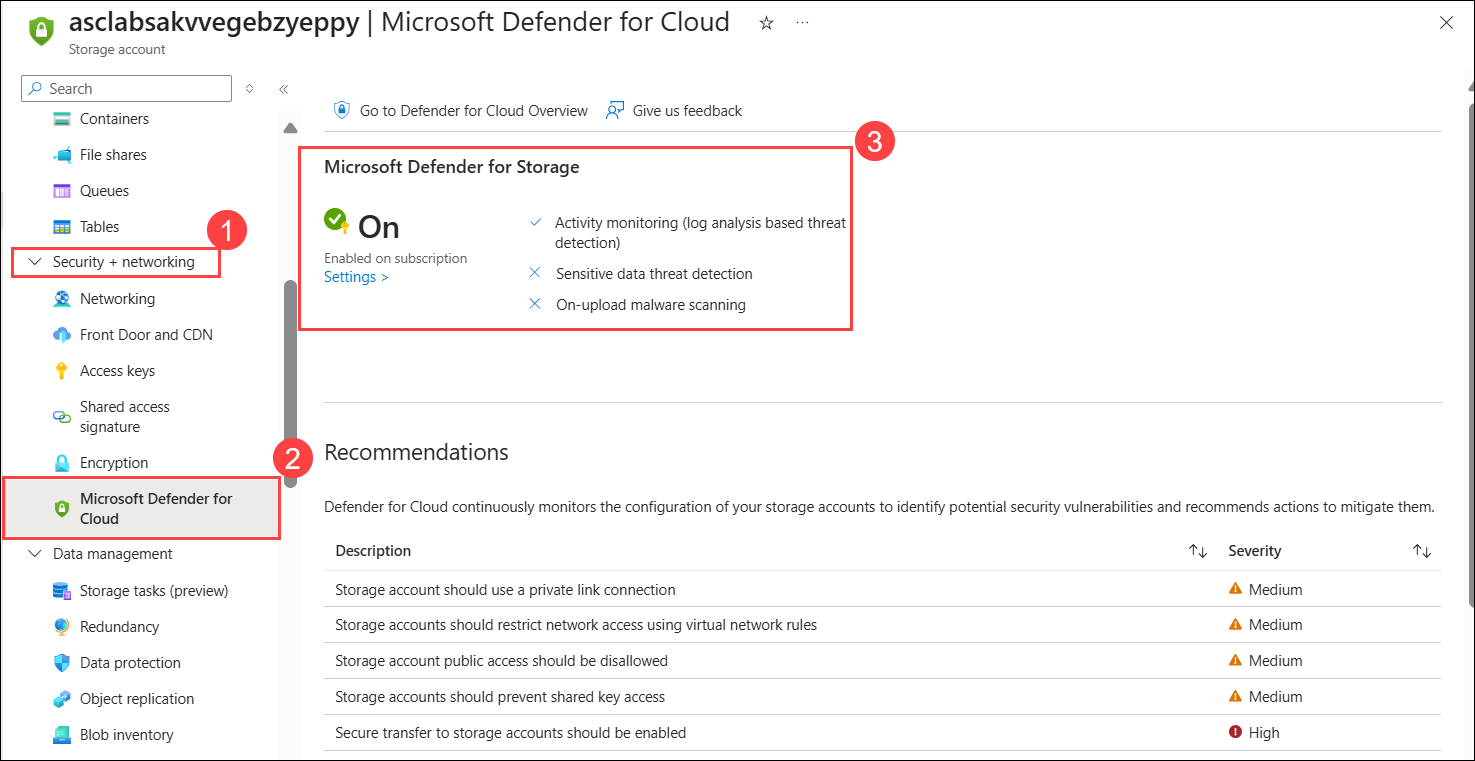 asclabsakvvegebzyeppy | Microsoft Defender for Cloud ☆ ...
Storage account
Search
Containers
File shares
Queues
Tables
1
Security + networking
Networking
Front Door and CDN
Access keys
Shared access
signature
Encryption
2
Microsoft Defender for
Cloud
Data management
Storage tasks (preview)
Redundancy
Data protection
Object replication
Blob inventory
Go to Defender for Cloud Overview Give us feedback
3
Microsoft Defender for Storage
On
Enabled on subscription
Settings >
Activity monitoring (log analysis based threat
detection)
Sensitive data threat detection
On-upload malware scanning
Recommendations
Defender for Cloud continuously monitors the configuration of your storage accounts to identify potential security vulnerabilities and recommends actions to mitigate them.
Description ↑↓ Severity ↑↓
Storage account should use a private link connection Medium
Storage accounts should restrict network access using virtual network rules Medium
Storage account public access should be disallowed Medium
Storage accounts should prevent shared key access Medium
Secure transfer to storage accounts should be enabled High